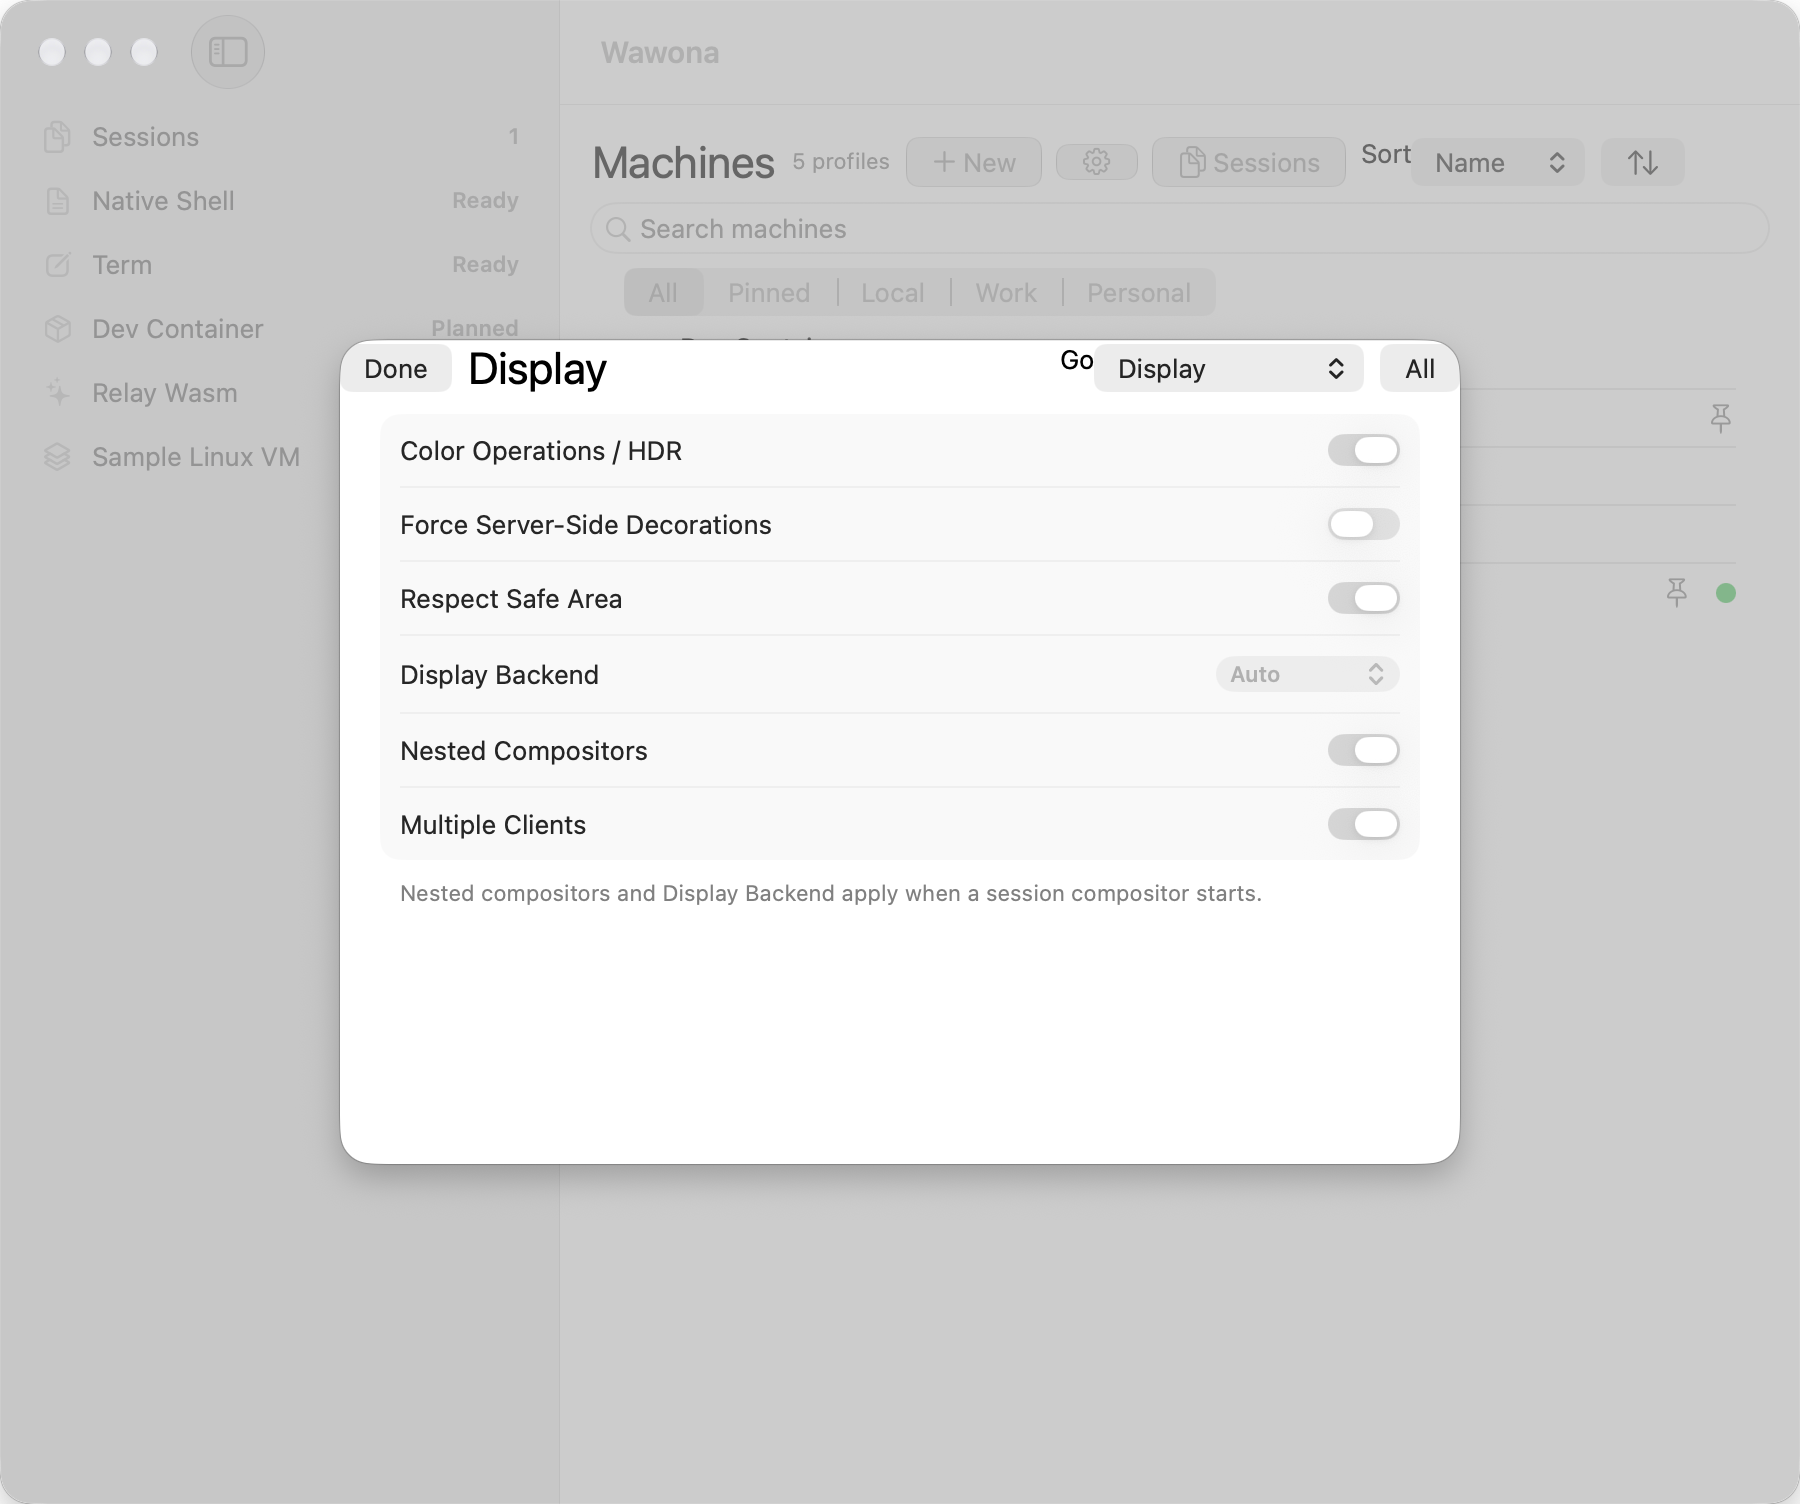 Wawona
Sessions 1
Native Shell Ready
Term Ready
Dev Container Planned
Relay Wasm
Sample Linux VM
Machines 5 profiles New Sessions Sort Name
Search machines
All Pinned Local Work Personal
Done Display Go Display All
Color Operations / HDR
Force Server-Side Decorations
Respect Safe Area
Display Backend Auto
Nested Compositors
Multiple Clients
Nested compositors and Display Backend apply when a session compositor starts.